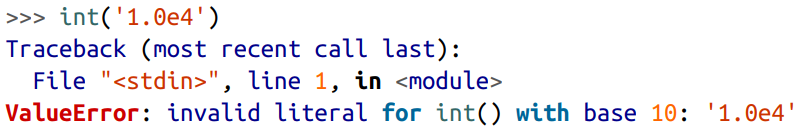 >>> int('1.0e4')
Traceback (most recent call last):
  File "<stdin>", line 1, in <module>
ValueError: invalid literal for int() with base 10: '1.0e4'